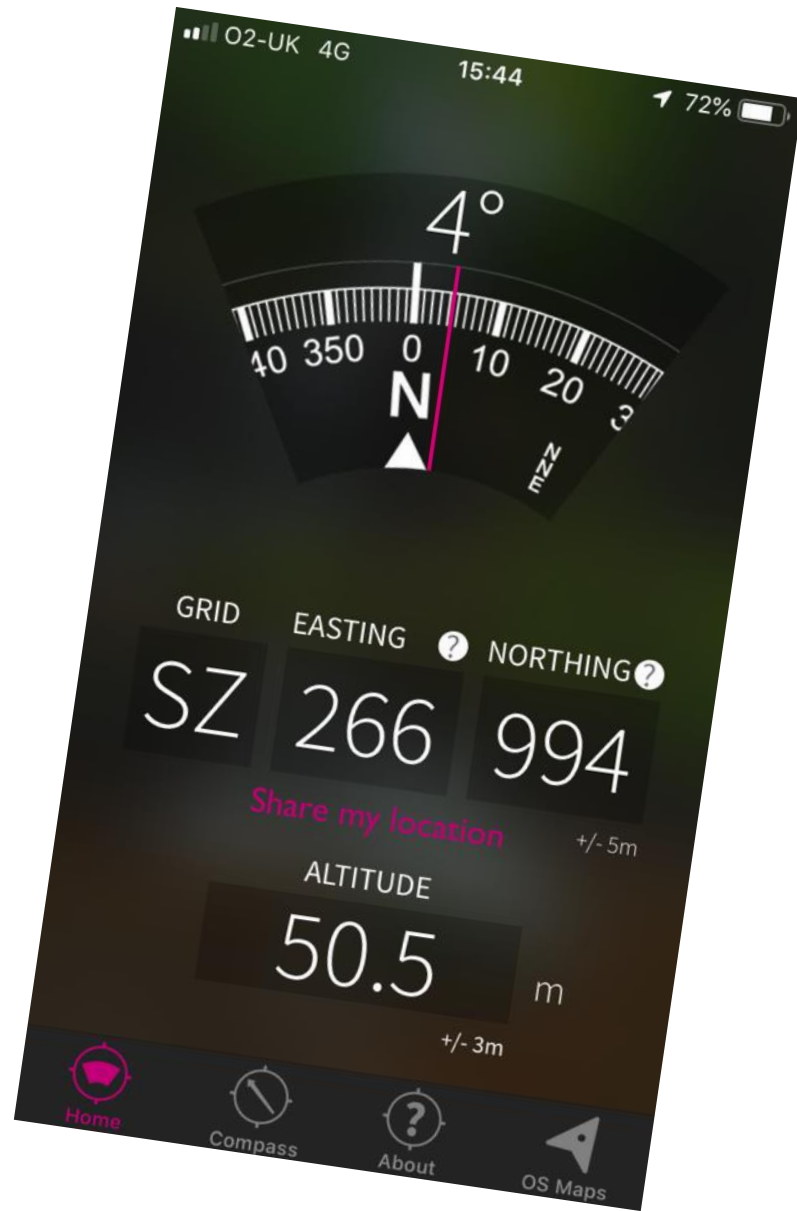 O2-UK 4G 15:44 72%
4°
40 350 0 10 20 3
N
NNE
GRID EASTING ? NORTHING ?
SZ 266 994
Share my location
+/- 5m
ALTITUDE
50.5 m
+/- 3m
Home Compass About OS Maps